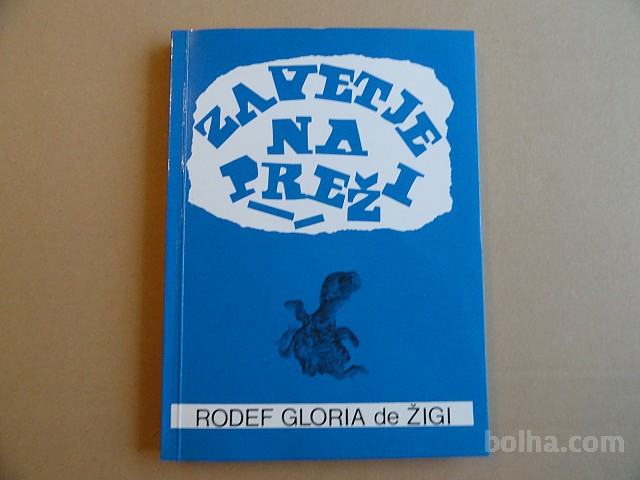 ZAVETJE
NA
PREŽI
RODEF GLORIA de ŽIGI
bolha.com